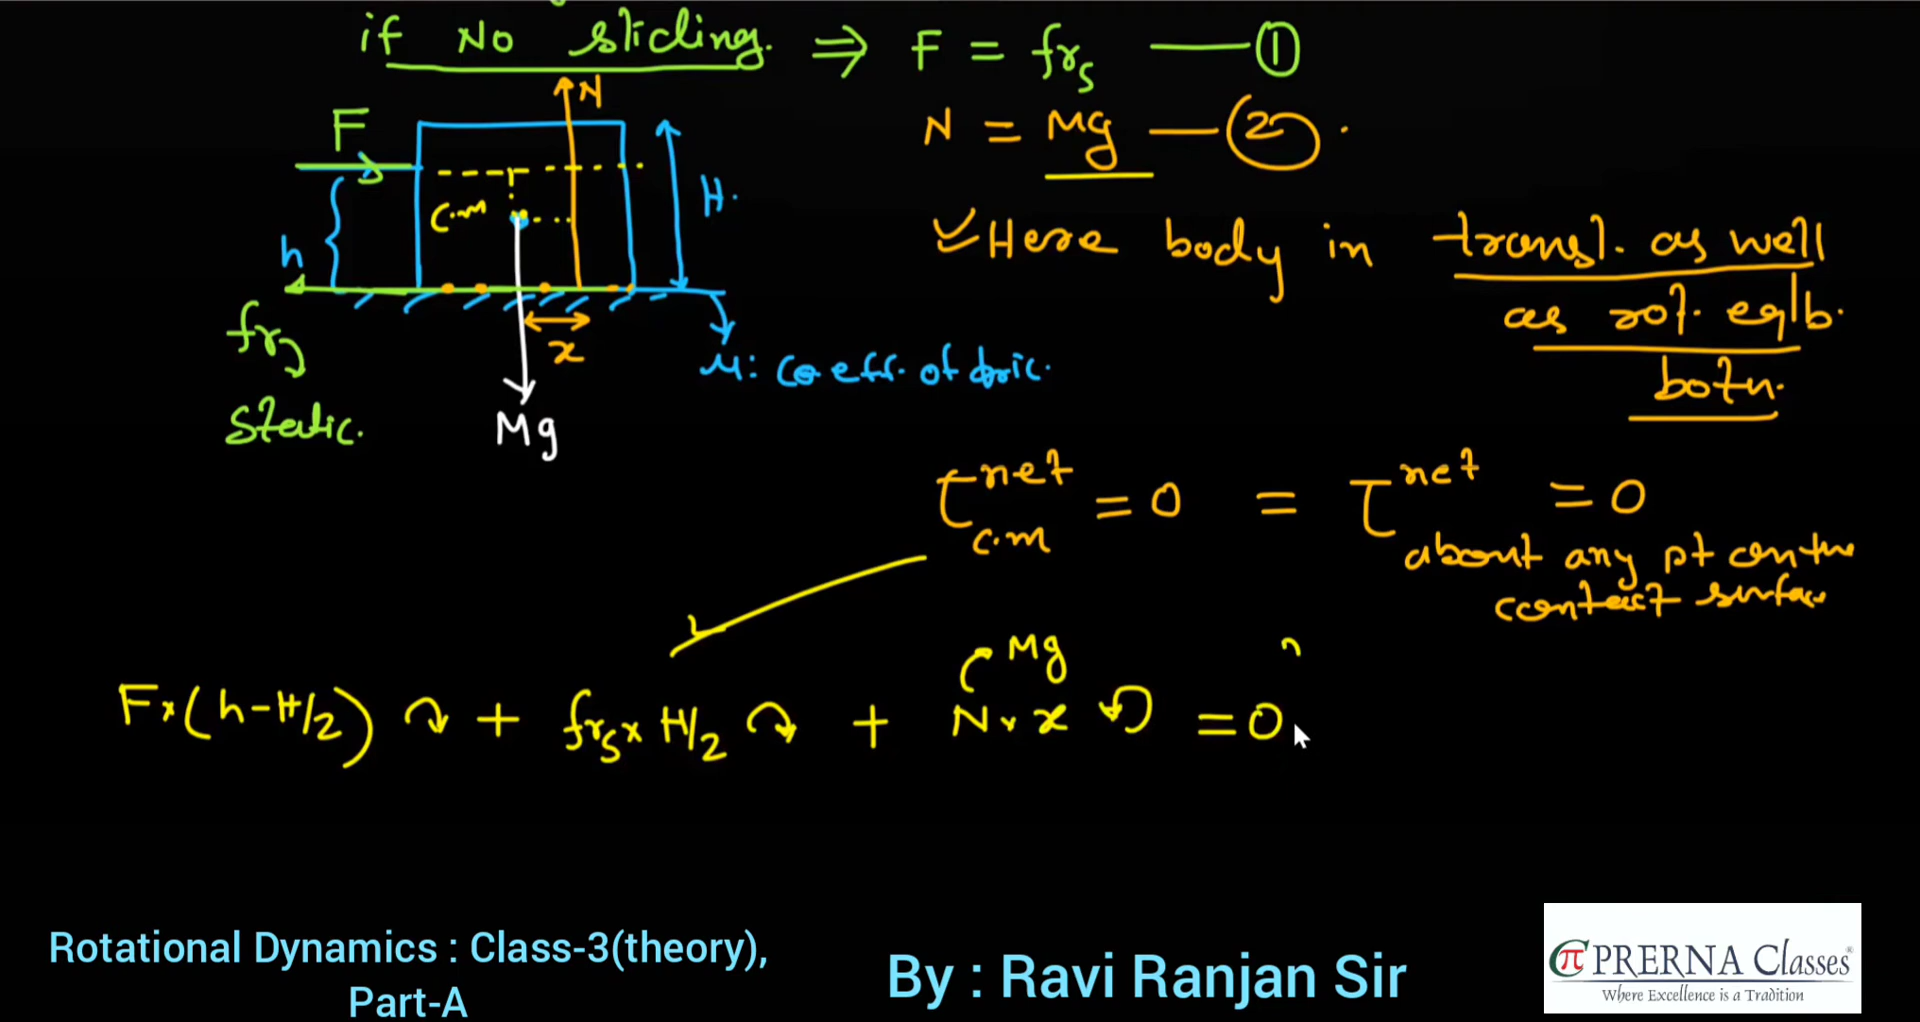 if No sliding. ⇒ F = frs —— ①
N
F
N = Mg — ②.
H.
C.m
h
✓Here body in transl. as well
as rot. eqlb.
both.
frs
static.
x
μ: coeff. of fric.
Mg
τ net c.m = 0 = τ net = 0
about any pt on the
contact surface
Mg
F×(h-H/2) ↷ + frs × H/2 ↷ + N × x ↺ = 0
Rotational Dynamics : Class-3(theory),
Part-A
By : Ravi Ranjan Sir
π PRERNA Classes®
Where Excellence is a Tradition